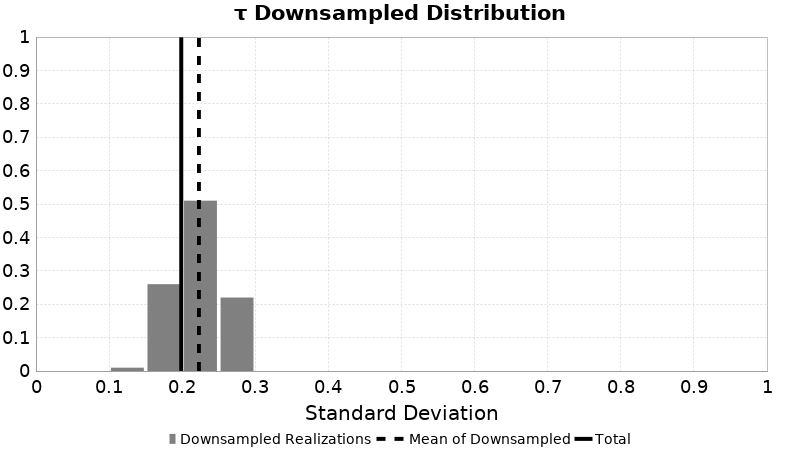 τ Downsampled Distribution
1
0.9
0.8
0.7
0.6
0.5
0.4
0.3
0.2
0.1
0
0 0.1 0.2 0.3 0.4 0.5 0.6 0.7 0.8 0.9 1
Standard Deviation
Downsampled Realizations Mean of Downsampled Total